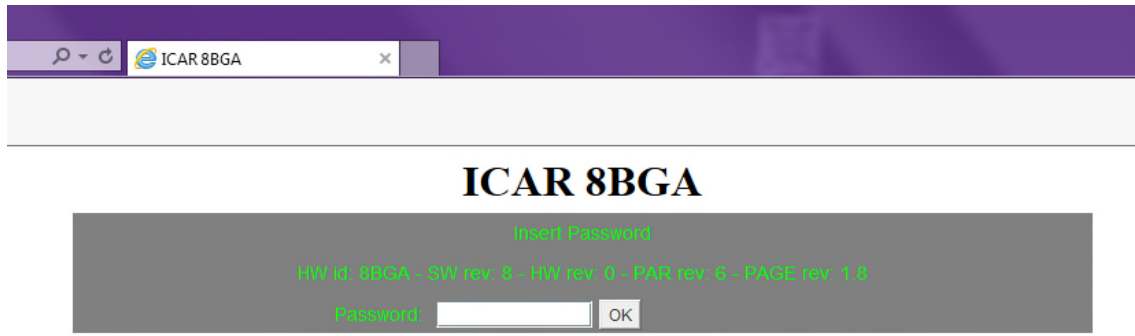 ICAR 8BGA
ICAR 8BGA
Insert Password
HW id: 8BGA - SW rev: 8 - HW rev: 0 - PAR rev: 6 - PAGE rev: 1.8
Password:
OK